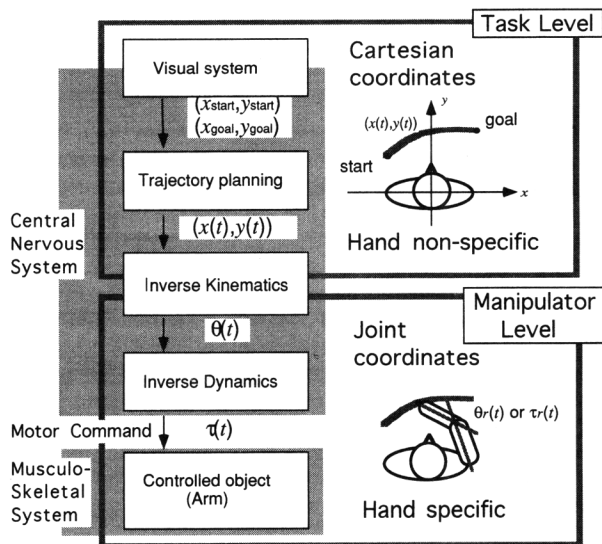 Task Level
Visual system
(xstart,ystart)
(xgoal,ygoal)
Trajectory planning
(x(t),y(t))
Central
Nervous
System
Inverse Kinematics
θ(t)
Inverse Dynamics
Motor Command
τ(t)
Musculo-
Skeletal
System
Controlled object
(Arm)
Cartesian
coordinates
y
(x(t),y(t))
goal
start
x
Hand non-specific
Manipulator
Level
Joint
coordinates
θr(t) or τr(t)
Hand specific